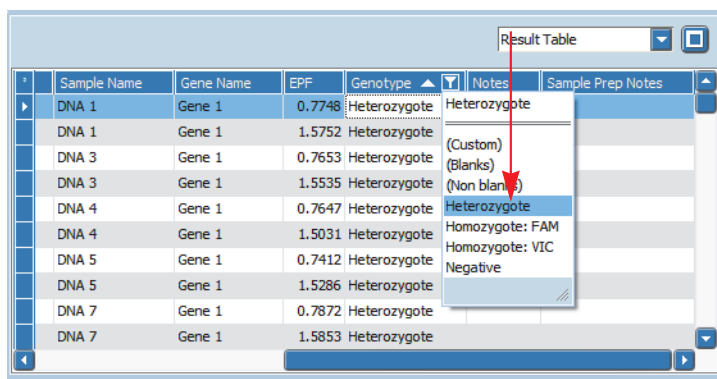 Result Table
Sample Name Gene Name EPF Genotype Notes Sample Prep Notes
DNA 1 Gene 1 0.7748 Heterozygote
DNA 1 Gene 1 1.5752 Heterozygote
DNA 3 Gene 1 0.7653 Heterozygote
DNA 3 Gene 1 1.5535 Heterozygote
DNA 4 Gene 1 0.7647 Heterozygote
DNA 4 Gene 1 1.5031 Heterozygote
DNA 5 Gene 1 0.7412 Heterozygote
DNA 5 Gene 1 1.5286 Heterozygote
DNA 7 Gene 1 0.7872 Heterozygote
DNA 7 Gene 1 1.5853 Heterozygote
Heterozygote
(Custom)
(Blanks)
(Non blanks)
Heterozygote
Homozygote: FAM
Homozygote: VIC
Negative